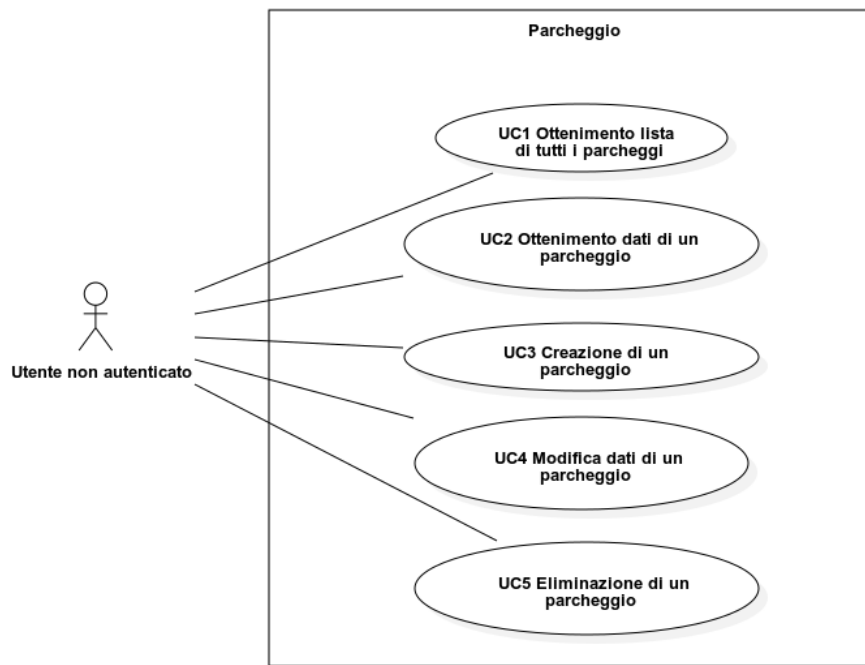 Parcheggio
UC1 Ottenimento lista
di tutti i parcheggi
UC2 Ottenimento dati di un
parcheggio
UC3 Creazione di un
parcheggio
Utente non autenticato
UC4 Modifica dati di un
parcheggio
UC5 Eliminazione di un
parcheggio